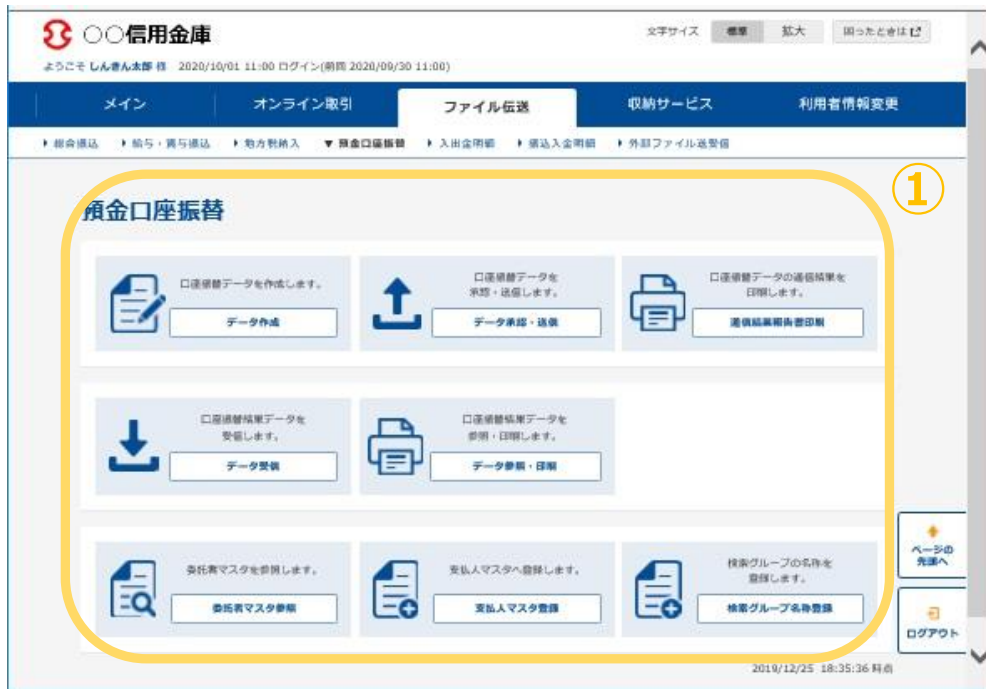 ○○信用金庫
文字サイズ 標準 拡大 困ったときは
ようこそ しんきん太郎 様 2020/10/01 11:00 ログイン(前回 2020/09/30 11:00)
メイン オンライン取引 ファイル伝送 収納サービス 利用者情報変更
総合振込 給与・賞与振込 地方税納入 預金口座振替 入出金明細 振込入金明細 外部ファイル送受信
①
預金口座振替
口座振替データを作成します。
データ作成
口座振替データを
承認・送信します。
データ承認・送信
口座振替データの通信結果を
印刷します。
通信結果報告書印刷
口座振替結果データを
受信します。
データ受信
口座振替結果データを
参照・印刷します。
データ参照・印刷
委託者マスタを参照します。
委託者マスタ参照
支払人マスタへ登録します。
支払人マスタ登録
検索グループの名称を
登録します。
検索グループ名称登録
ページの
先頭へ
ログアウト
2019/12/25 18:35:36 時点